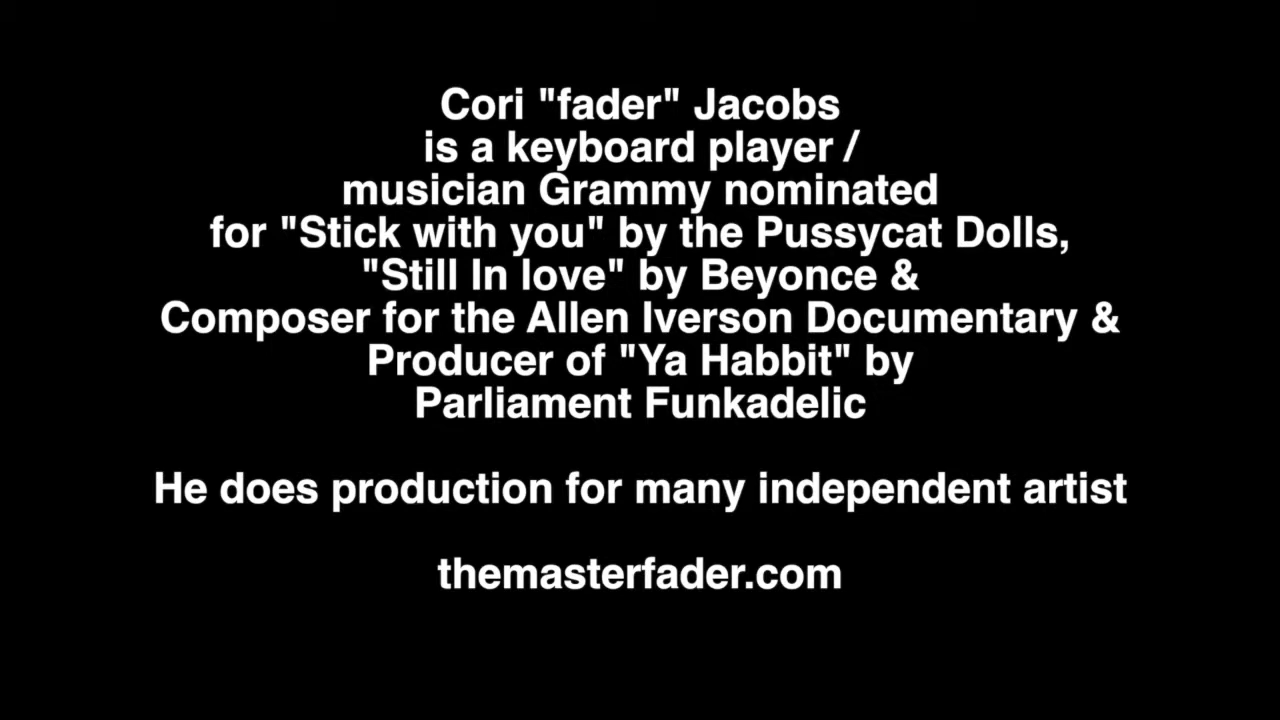 Cori "fader" Jacobs
is a keyboard player /
musician Grammy nominated
for "Stick with you" by the Pussycat Dolls,
"Still In love" by Beyonce &
Composer for the Allen Iverson Documentary &
Producer of "Ya Habbit" by
Parliament Funkadelic
He does production for many independent artist
themasterfader.com